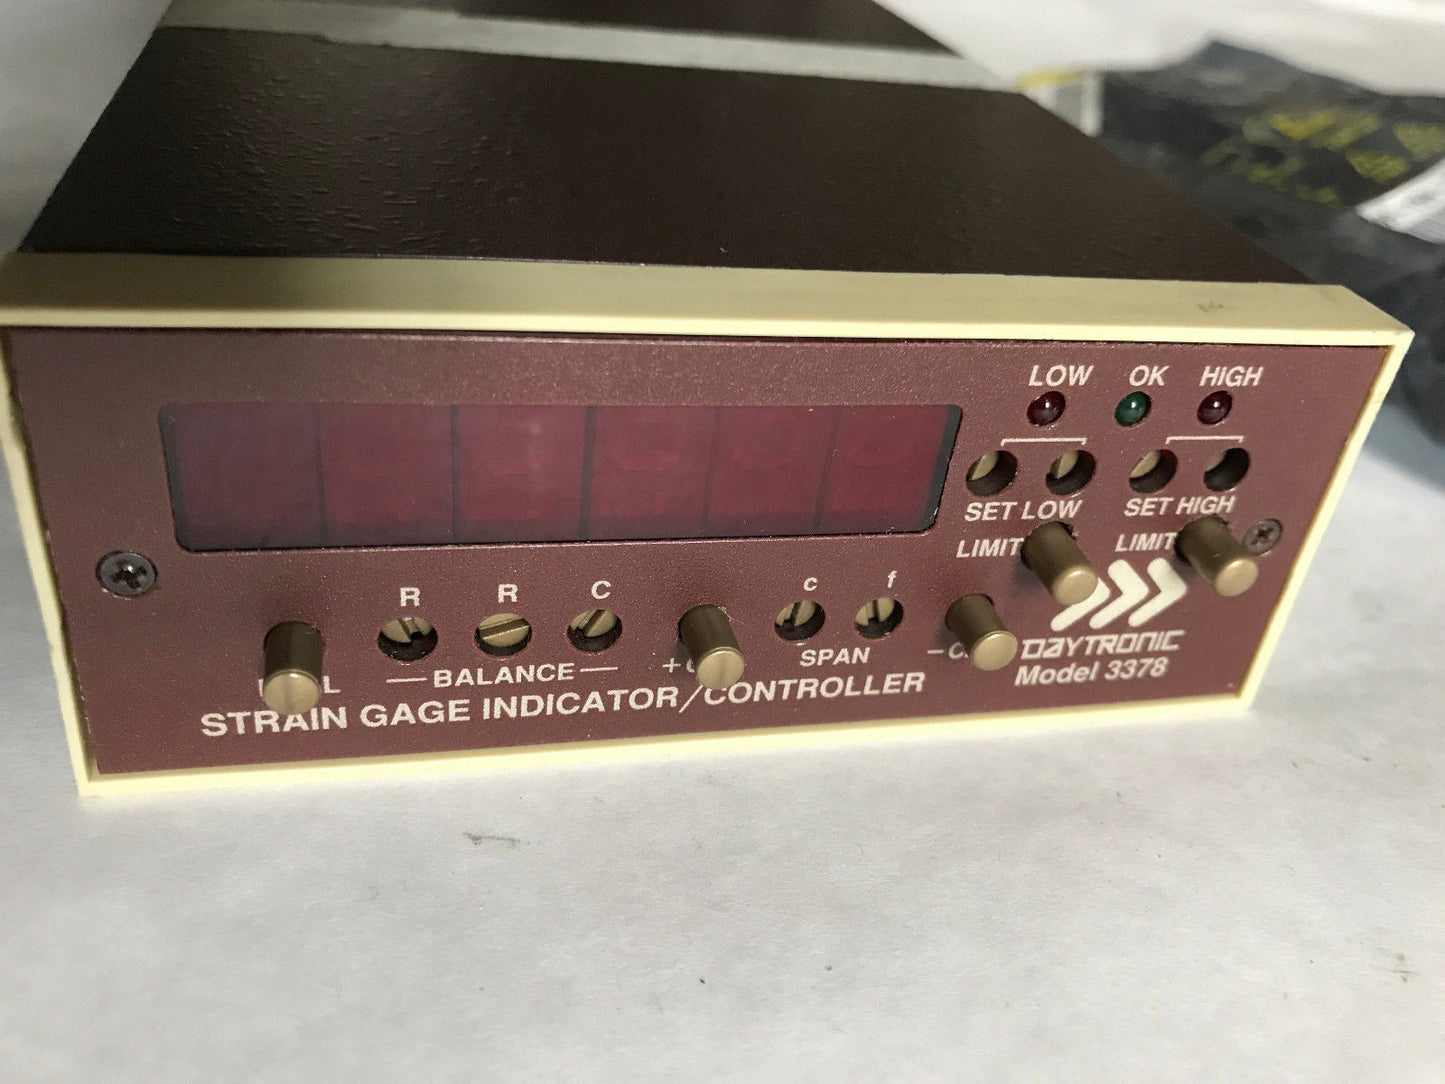 LOW OK HIGH
SET LOW SET HIGH
LIMIT LIMIT
R R C c f
BALANCE SPAN
DAYTRONIC
Model 3378
STRAIN GAGE INDICATOR/CONTROLLER